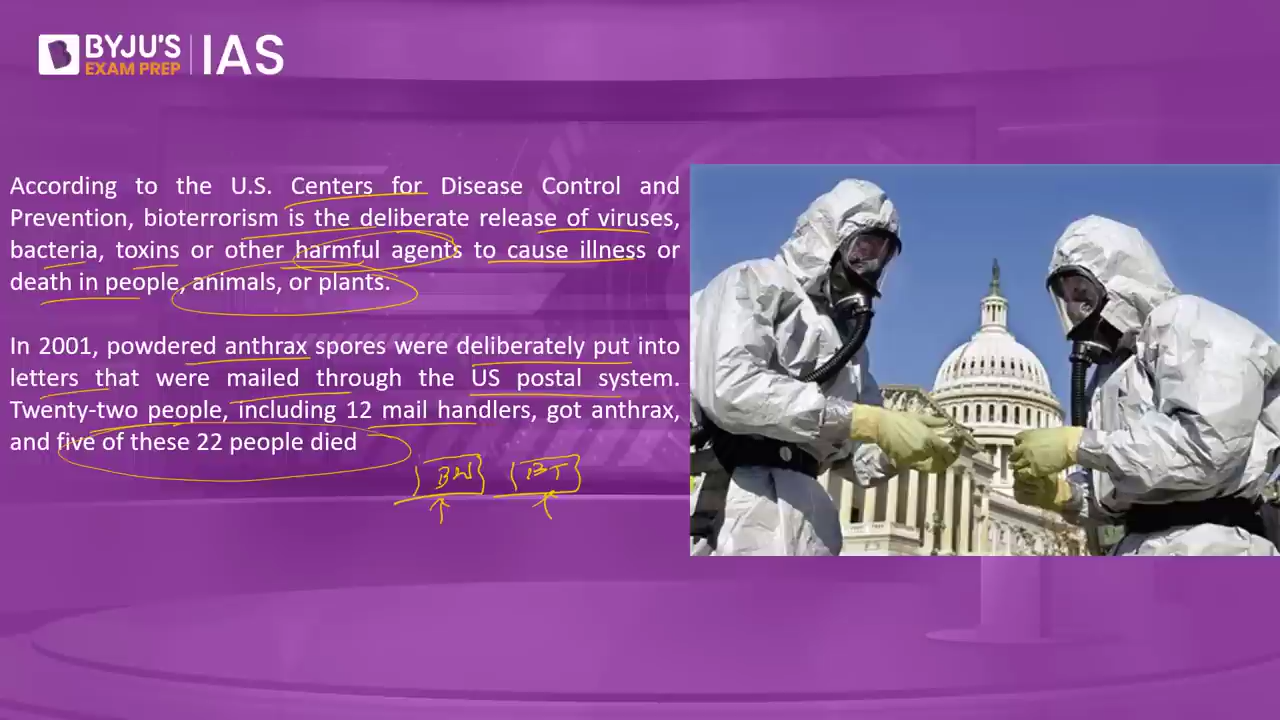 BYJU'S
EXAM PREP
IAS
According to the U.S. Centers for Disease Control and
Prevention, bioterrorism is the deliberate release of viruses,
bacteria, toxins or other harmful agents to cause illness or
death in people, animals, or plants.
In 2001, powdered anthrax spores were deliberately put into
letters that were mailed through the US postal system.
Twenty-two people, including 12 mail handlers, got anthrax,
and five of these 22 people died
BW BT